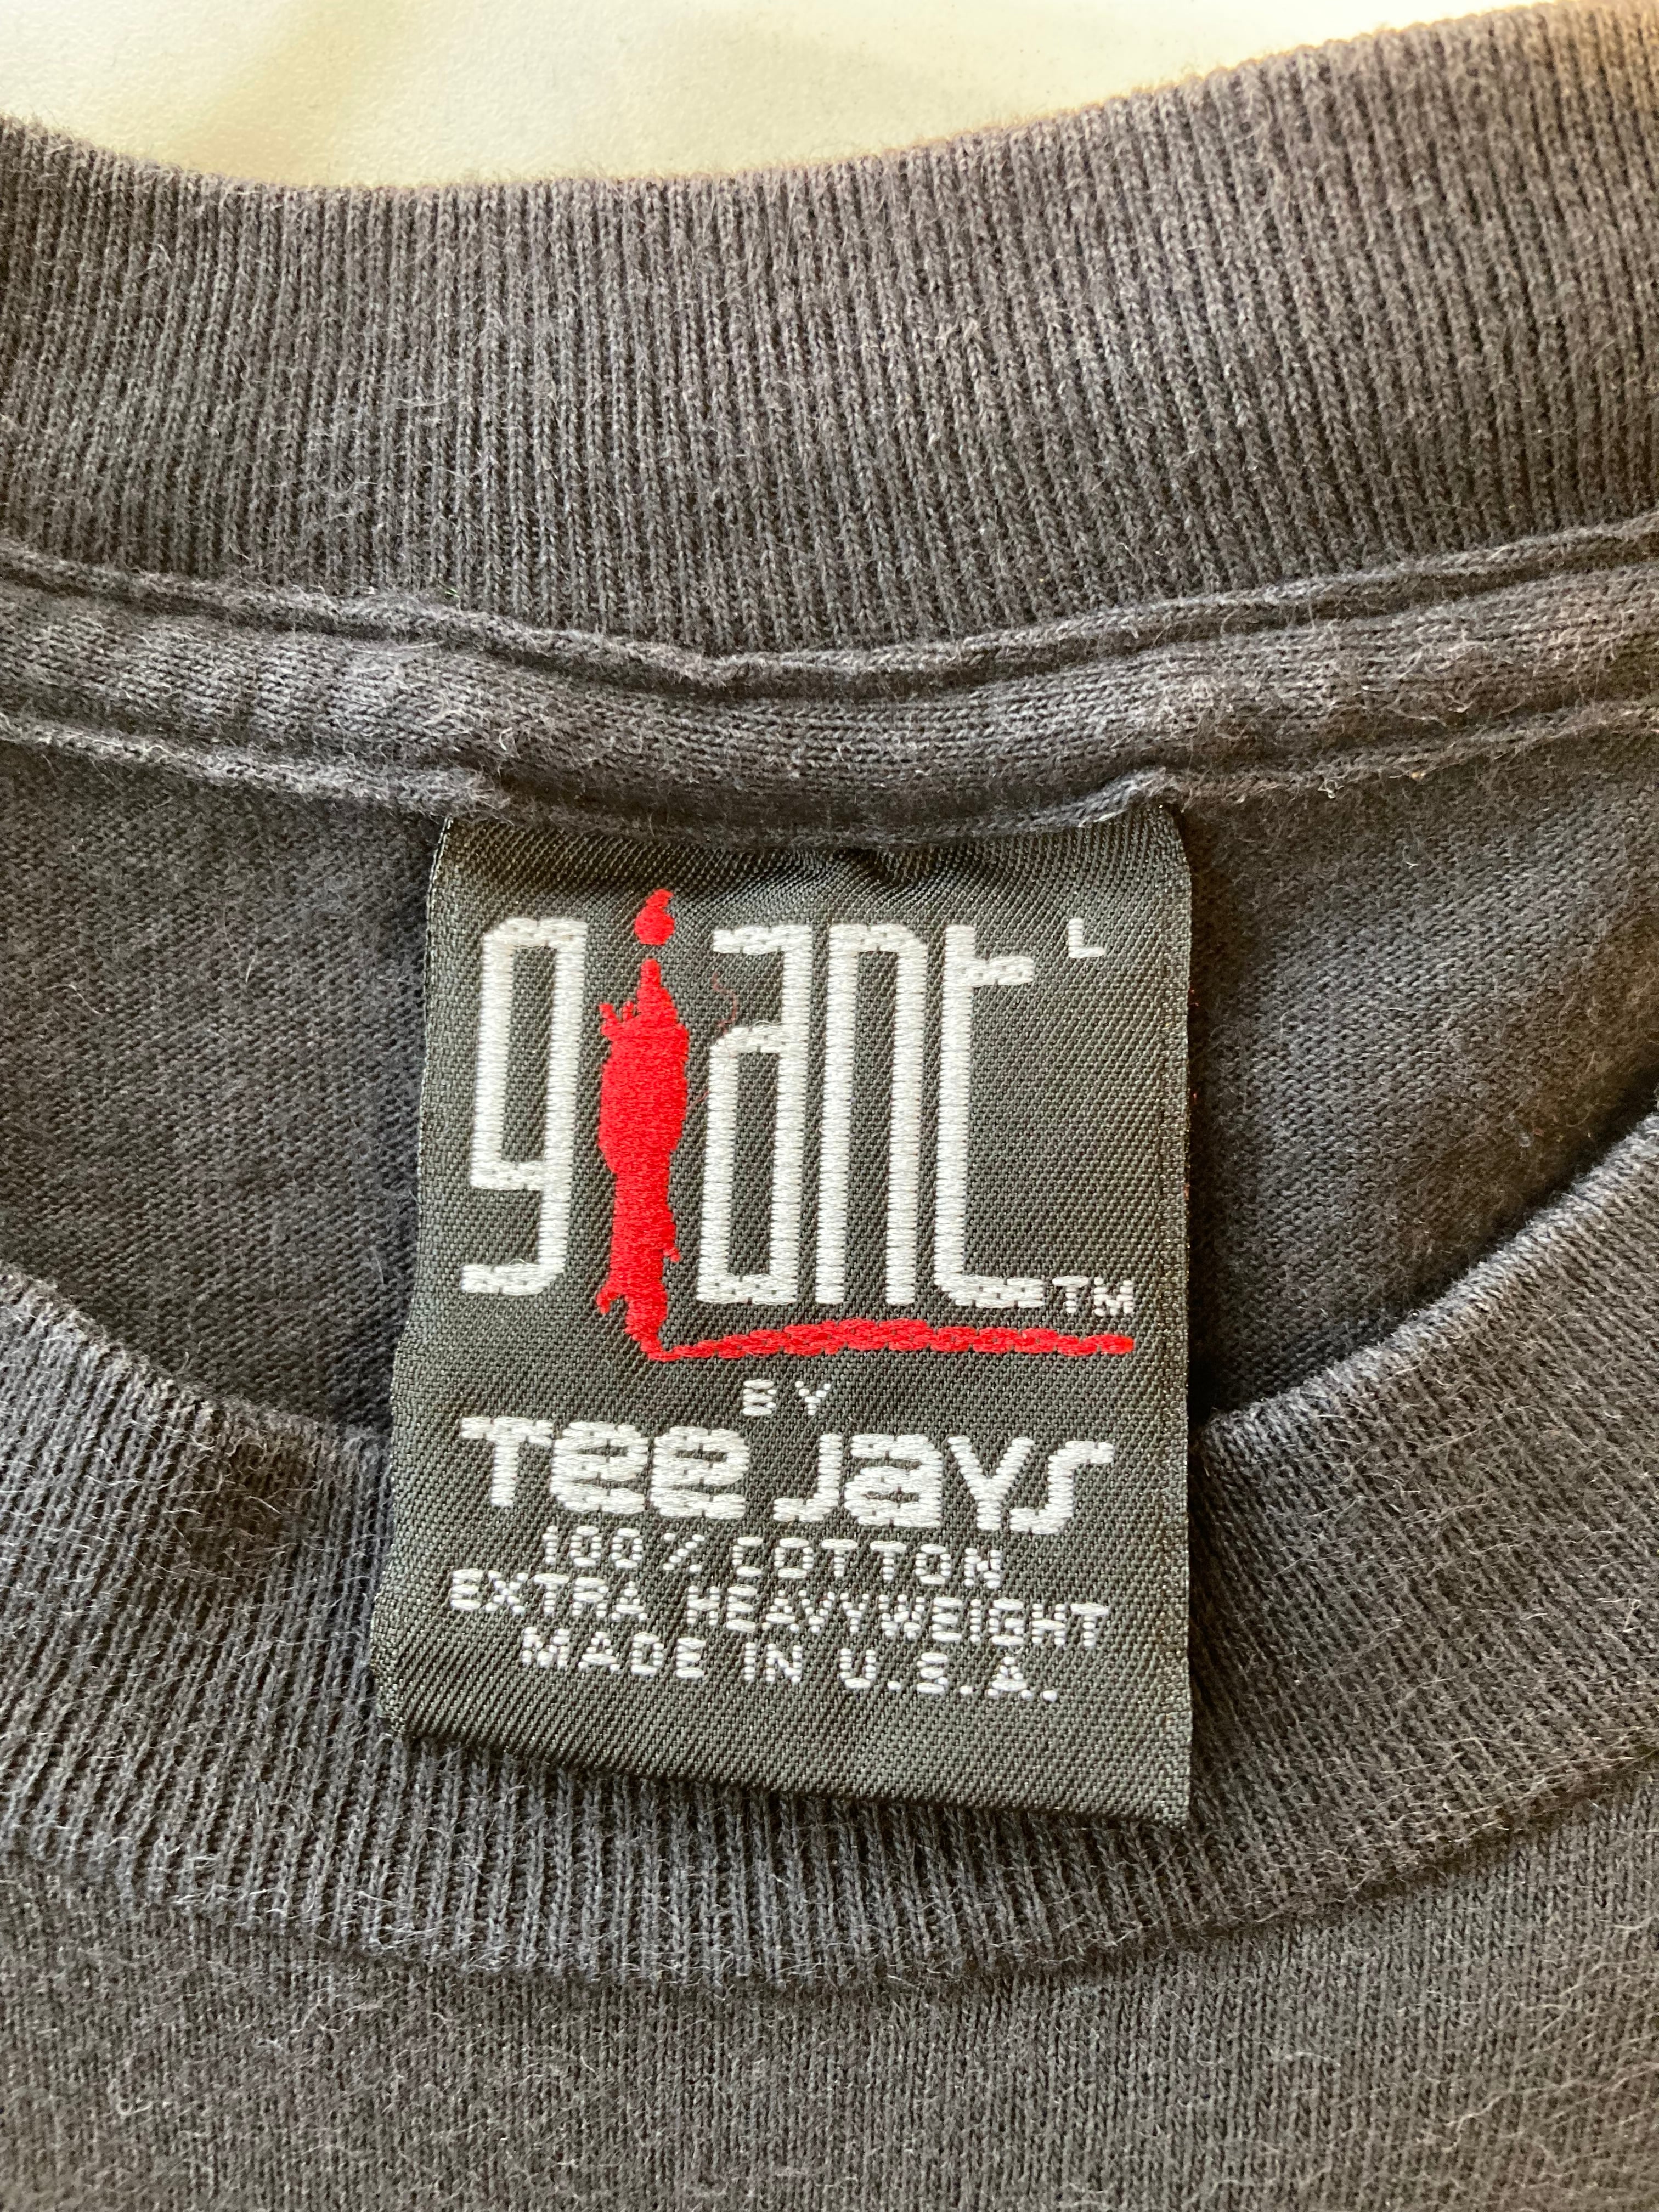 giant L
TM
BY
Tee Jays
100% COTTON
EXTRA HEAVYWEIGHT
MADE IN U.S.A.